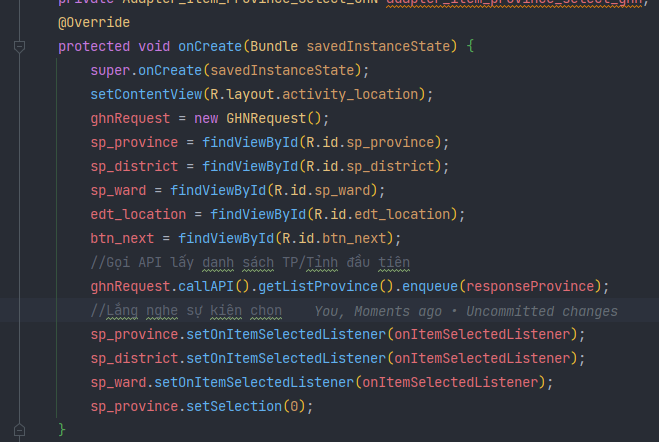 private Adapter_Item_Province_Select_GHN adapter_item_province_select_ghn;
@Override
protected void onCreate(Bundle savedInstanceState) {
super.onCreate(savedInstanceState);
setContentView(R.layout.activity_location);
ghnRequest = new GHNRequest();
sp_province = findViewById(R.id.sp_province);
sp_district = findViewById(R.id.sp_district);
sp_ward = findViewById(R.id.sp_ward);
edt_location = findViewById(R.id.edt_location);
btn_next = findViewById(R.id.btn_next);
//Gọi API lấy danh sách TP/Tỉnh đầu tiên
ghnRequest.callAPI().getListProvince().enqueue(responseProvince);
//Lắng nghe sự kiện chọn You, Moments ago • Uncommitted changes
sp_province.setOnItemSelectedListener(onItemSelectedListener);
sp_district.setOnItemSelectedListener(onItemSelectedListener);
sp_ward.setOnItemSelectedListener(onItemSelectedListener);
sp_province.setSelection(0);
}